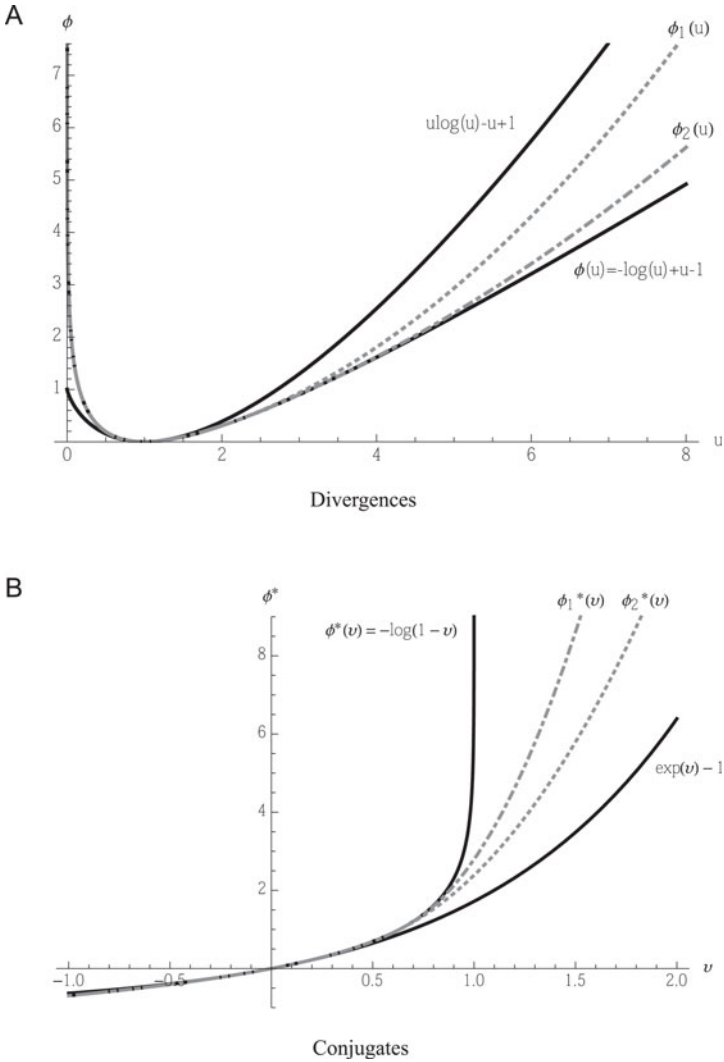 A
ϕ
ϕ₁(u)
7
6
ulog(u)-u+1
ϕ₂(u)
5
4
ϕ(u)=-log(u)+u-1
3
2
1
0 2 4 6 8 u
Divergences
B
ϕ*
ϕ₁*(υ) ϕ₂*(υ)
ϕ*(υ) = -log(1 - υ)
8
6
exp(υ) - 1
4
2
-1.0 -0.5 0.5 1.0 1.5 2.0 υ
Conjugates